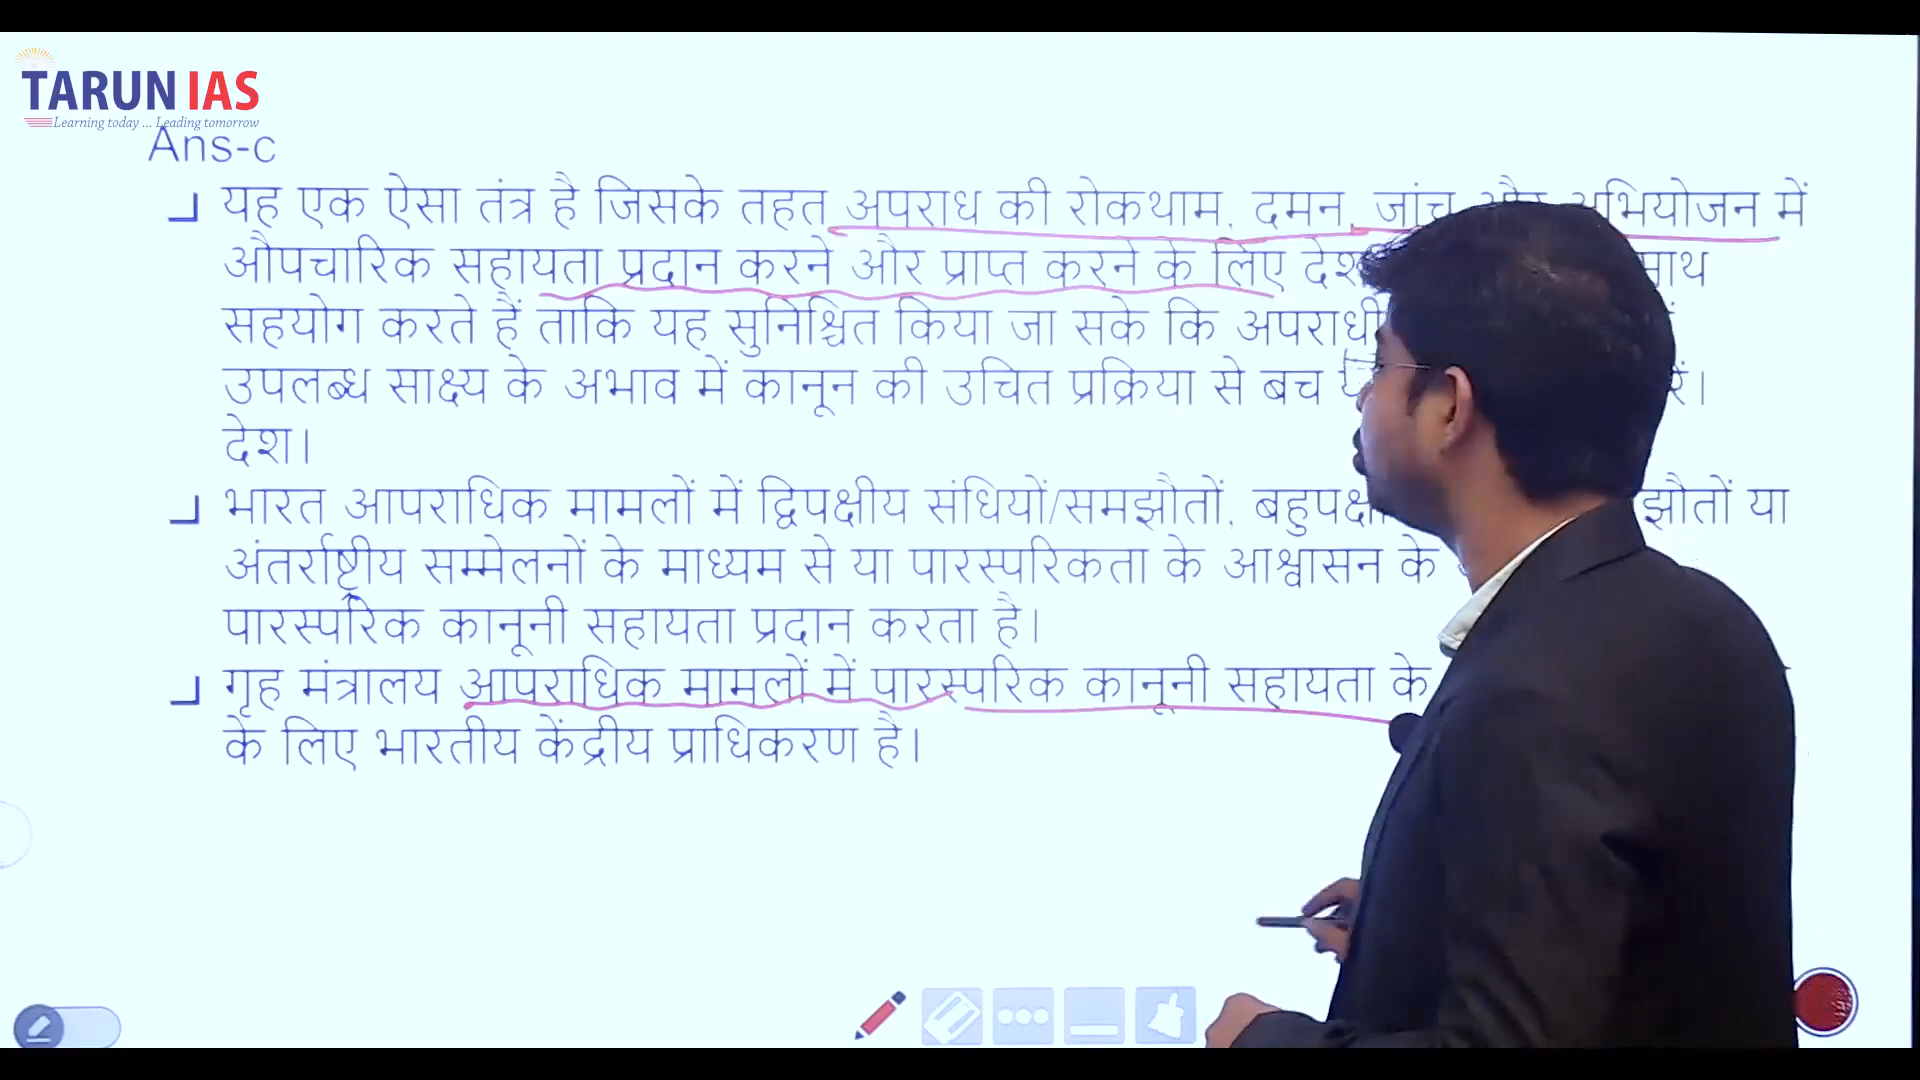 TARUN IAS
Learning today ... Leading tomorrow
Ans-c
यह एक ऐसा तंत्र है जिसके तहत अपराध की रोकथाम, दमन, जांच और अभियोजन में
औपचारिक सहायता प्रदान करने और प्राप्त करने के लिए
सहयोग करते हैं ताकि यह सुनिश्चित किया जा सके कि अपराधी
उपलब्ध साक्ष्य के अभाव में कानून की उचित प्रक्रिया से बच
देश।
भारत आपराधिक मामलों में द्विपक्षीय संधियों/समझौतों, या
अंतर्राष्ट्रीय सम्मेलनों के माध्यम से या पारस्परिकता के आश्वासन के
पारस्परिक कानूनी सहायता प्रदान करता है।
गृह मंत्रालय आपराधिक मामलों में पारस्परिक कानूनी सहायता के
के लिए भारतीय केंद्रीय प्राधिकरण है।